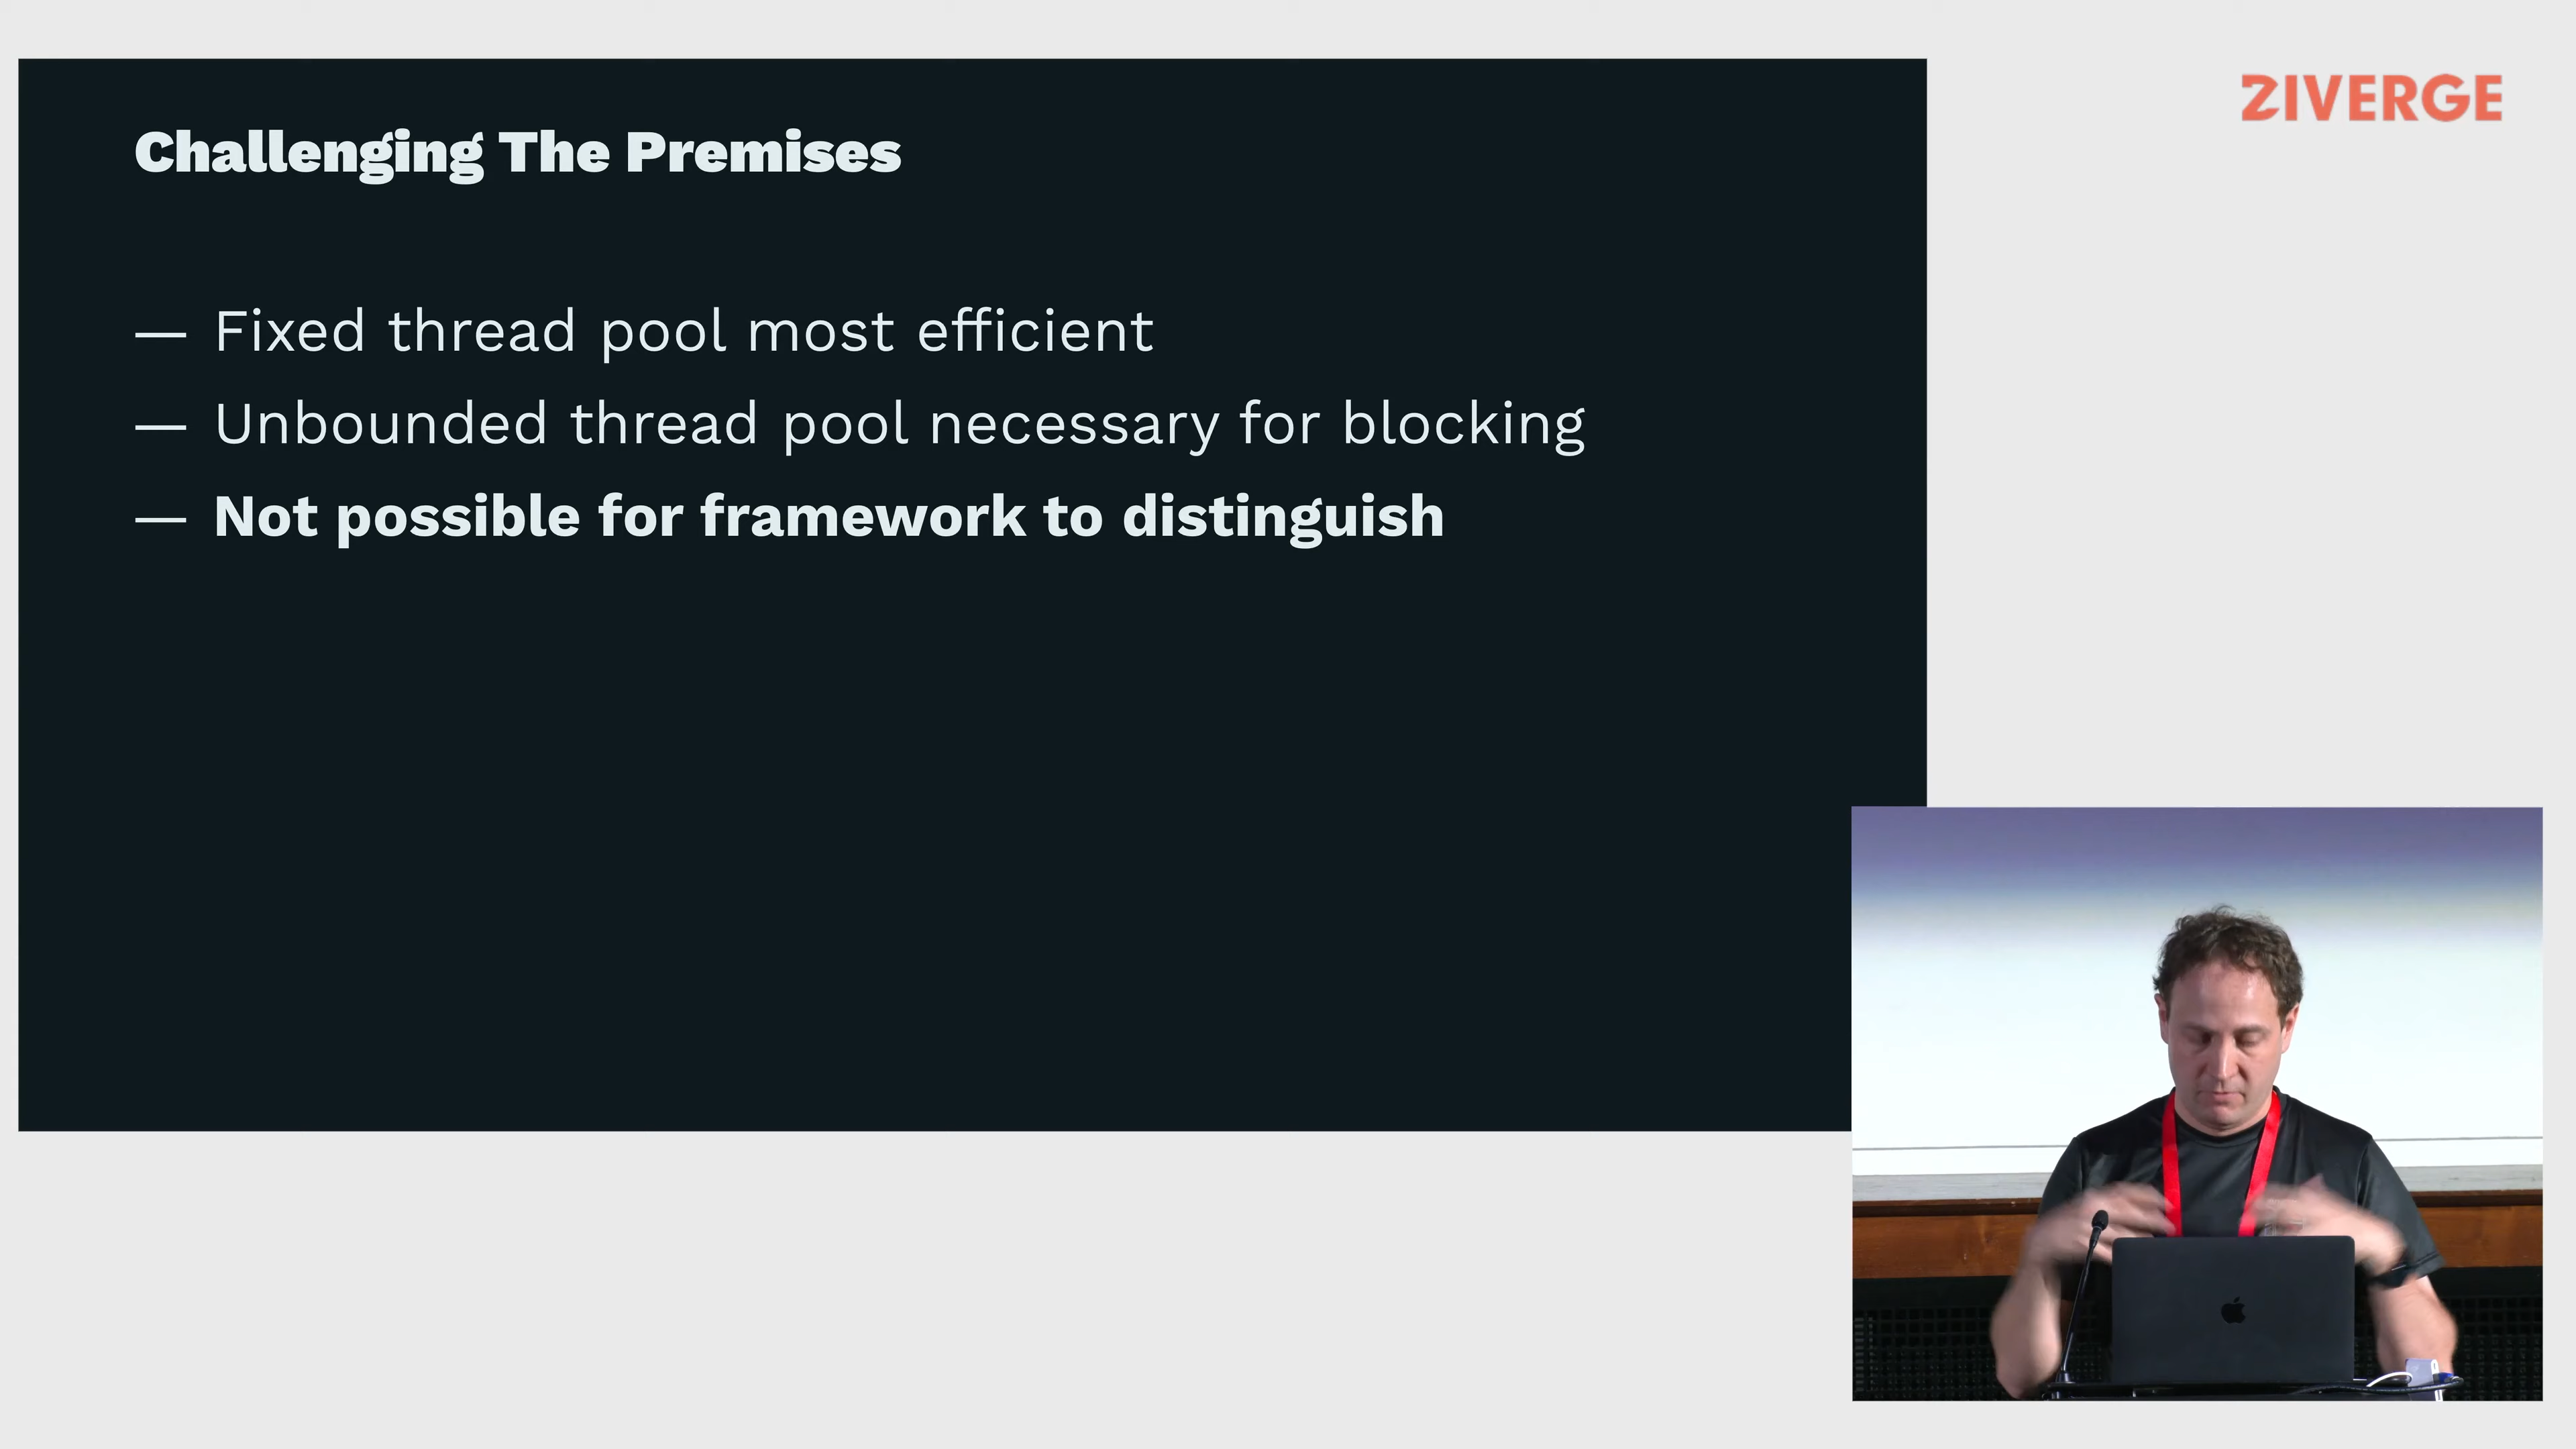 ZIVERGE
Challenging The Premises
— Fixed thread pool most efficient
— Unbounded thread pool necessary for blocking
— Not possible for framework to distinguish